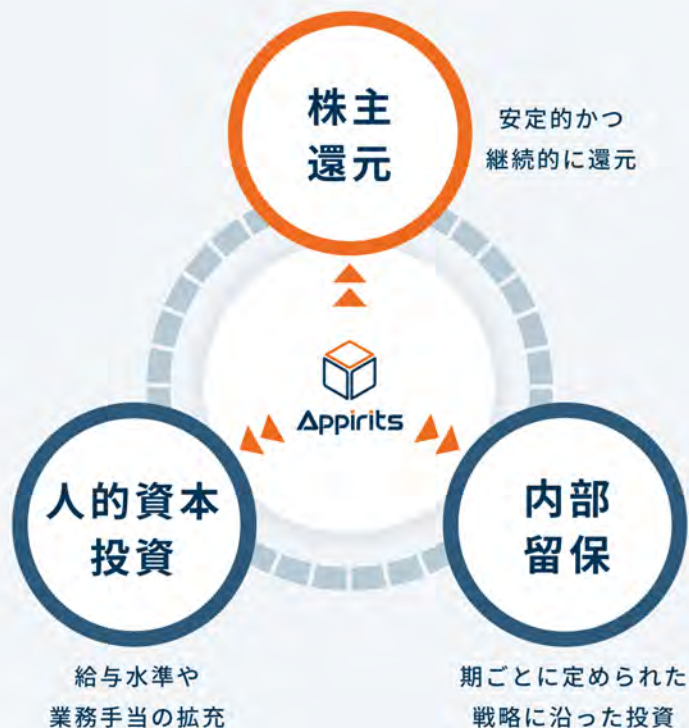 株主
還元
安定的かつ
継続的に還元
Appirits
人的資本
投資
給与水準や
業務手当の拡充
内部
留保
期ごとに定められた
戦略に沿った投資